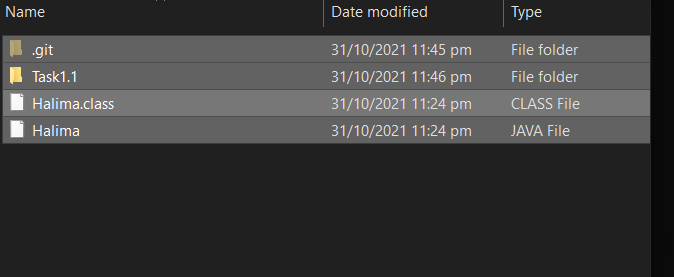 Name Date modified Type
.git 31/10/2021 11:45 pm File folder
Task1.1 31/10/2021 11:46 pm File folder
Halima.class 31/10/2021 11:24 pm CLASS File
Halima 31/10/2021 11:24 pm JAVA File